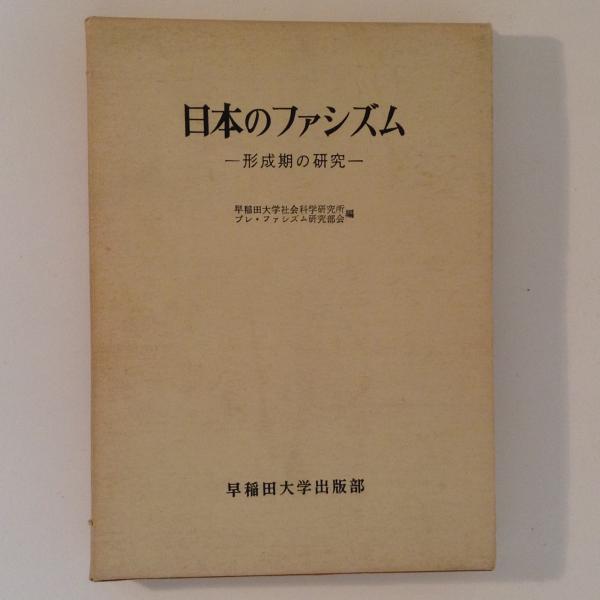 日本のファシズム
―形成期の研究―
早稲田大学社会科学研究所
プレ・ファシズム研究部会 編
早稲田大学出版部